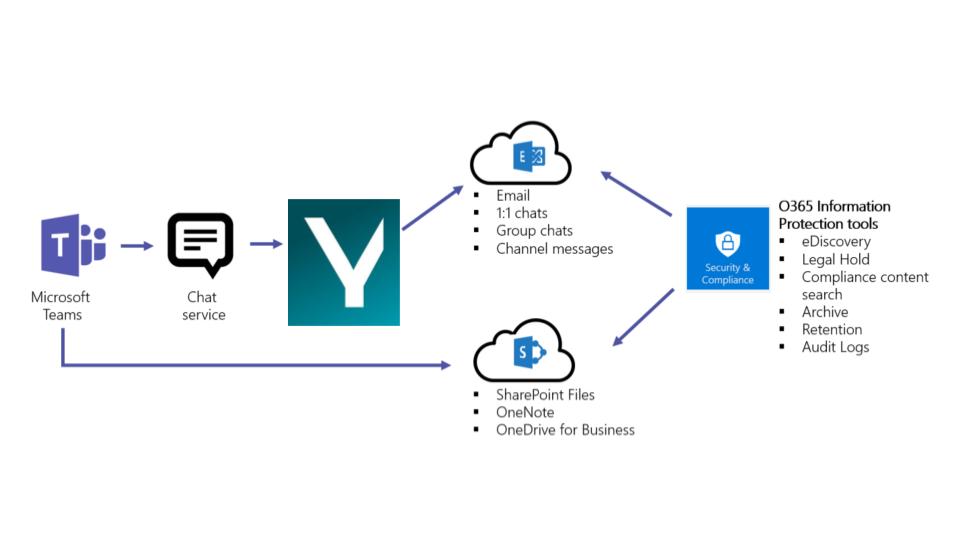 E
Email
1:1 chats
Group chats
Channel messages
T
Microsoft
Teams
Chat
service
Y
Security &
Compliance
O365 Information
Protection tools
eDiscovery
Legal Hold
Compliance content
search
Archive
Retention
Audit Logs
S
SharePoint Files
OneNote
OneDrive for Business